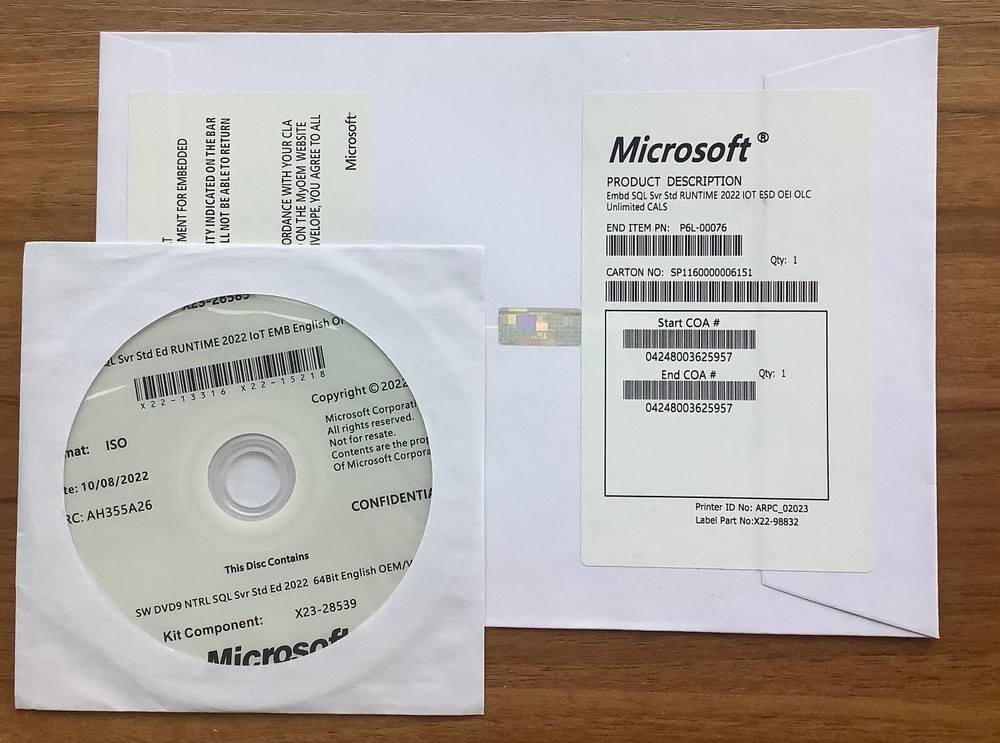 T
MENT FOR EMBEDDED
ITY INDICATED ON THE BAR
LL NOT BE ABLE TO RETURN
ORDANCE WITH YOUR CLA
ON THE MyOEM WEBSITE
VELOPE, YOU AGREE TO ALL
Microsoft
Microsoft®
PRODUCT DESCRIPTION
Embd SQL Svr Std RUNTIME 2022 IOT ESD OEI OLC
Unlimited CALS
END ITEM PN: P6L-00076
Qty: 1
CARTON NO: SP1160000006151
Start COA #
04248003625957
End COA # Qty: 1
04248003625957
Printer ID No: ARPC_02023
Label Part No:X22-98832
X23-28565
QL Svr Std Ed RUNTIME 2022 IoT EMB English O
X22-13316 X22-15218
Copyright © 2022
Microsoft Corporati
All rights reserved.
Not for resate.
Contents are the prop
Of Microsoft Corpora
mat: ISO
te: 10/08/2022
RC: AH355A26
CONFIDENTIA
This Disc Contains
SW DVD9 NTRL SQL Svr Std Ed 2022 64Bit English OEM/V
Kit Component: X23-28539
Microsoft